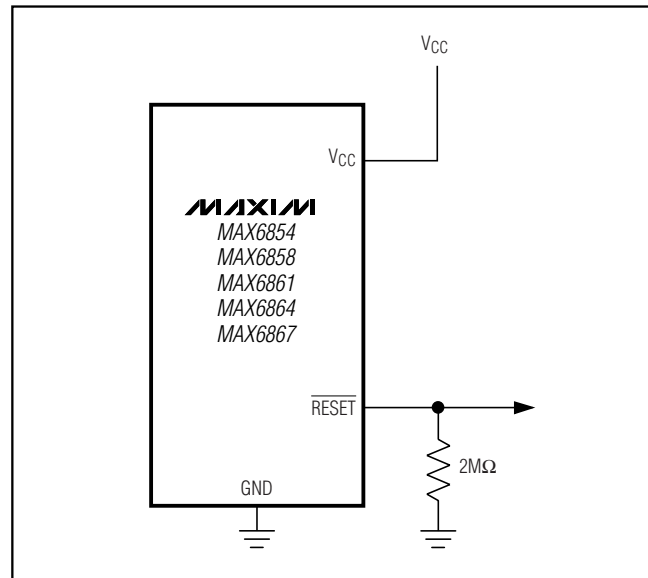 VCC
VCC
MAXIM
MAX6854
MAX6858
MAX6861
MAX6864
MAX6867
RESET
2MΩ
GND